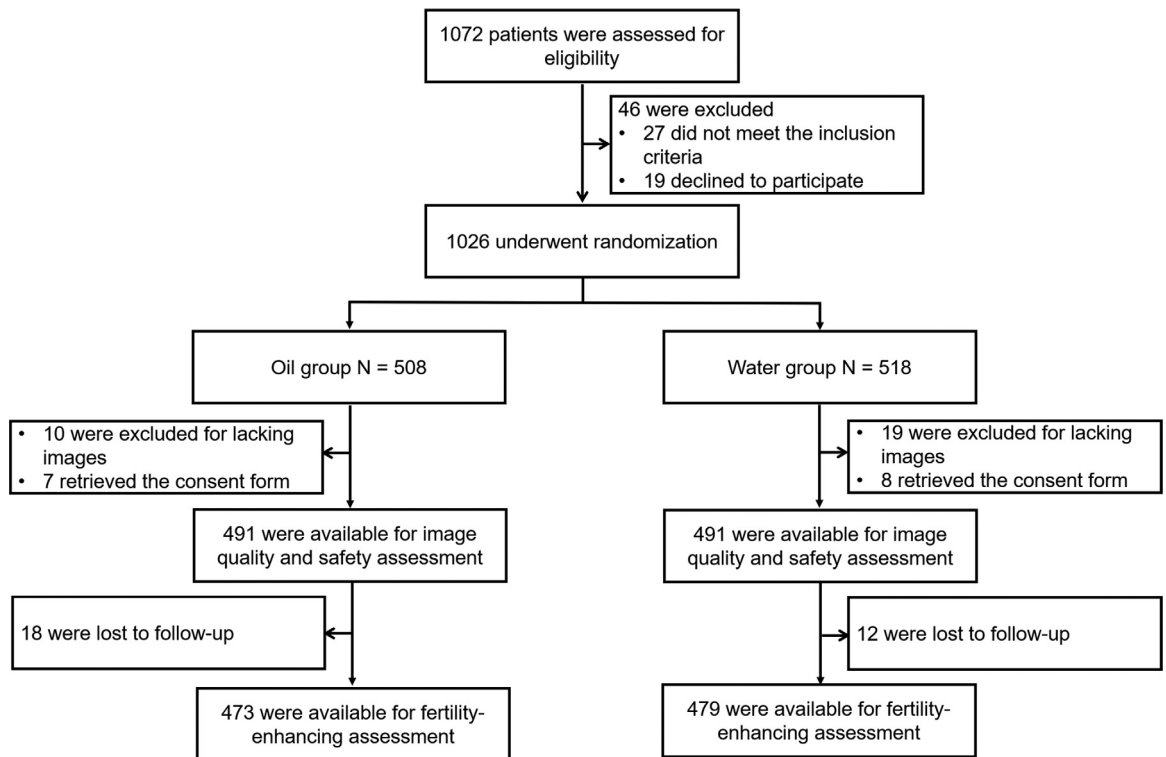 1072 patients were assessed for
eligibility
46 were excluded
• 27 did not meet the inclusion
criteria
• 19 declined to participate
1026 underwent randomization
Oil group N = 508
Water group N = 518
• 10 were excluded for lacking
images
• 7 retrieved the consent form
• 19 were excluded for lacking
images
• 8 retrieved the consent form
491 were available for image
quality and safety assessment
491 were available for image
quality and safety assessment
18 were lost to follow-up
12 were lost to follow-up
473 were available for fertility-
enhancing assessment
479 were available for fertility-
enhancing assessment